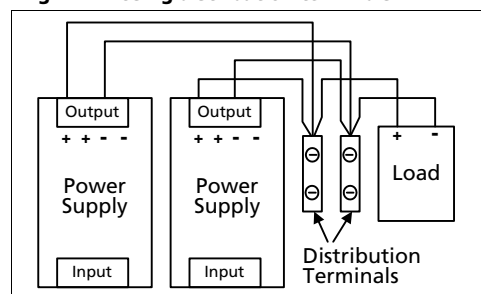 Output
+ + - -
Power
Supply
Input
Output
+ + - -
Power
Supply
Input
+ -
Load
Distribution
Terminals